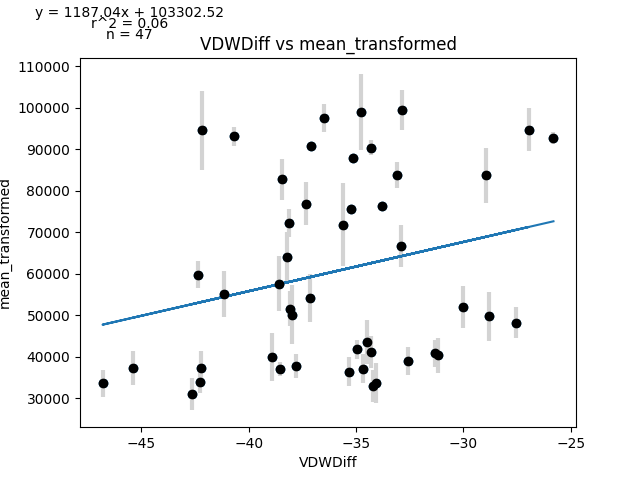 y = 1187.04x + 103302.52
r^2 = 0.06
n = 47
VDWDiff vs mean_transformed
110000
100000
90000
80000
70000
60000
50000
40000
30000
mean_transformed
−45
−40
−35
−30
−25
VDWDiff